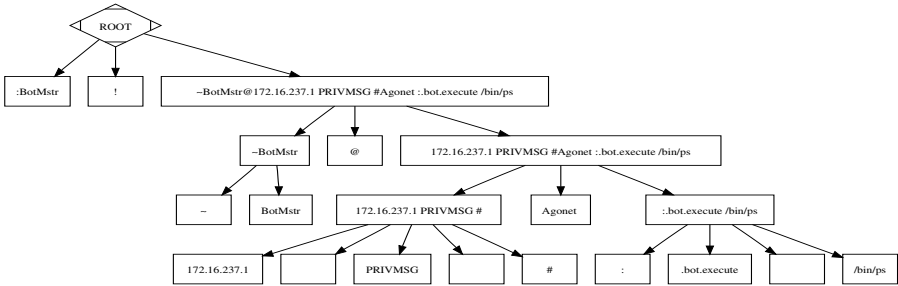 ROOT
:BotMstr
!
~BotMstr@172.16.237.1 PRIVMSG #Agonet :.bot.execute /bin/ps
~BotMstr
@
172.16.237.1 PRIVMSG #Agonet :.bot.execute /bin/ps
~
BotMstr
172.16.237.1 PRIVMSG #
Agonet
:.bot.execute /bin/ps
172.16.237.1
PRIVMSG
#
:
.bot.execute
/bin/ps